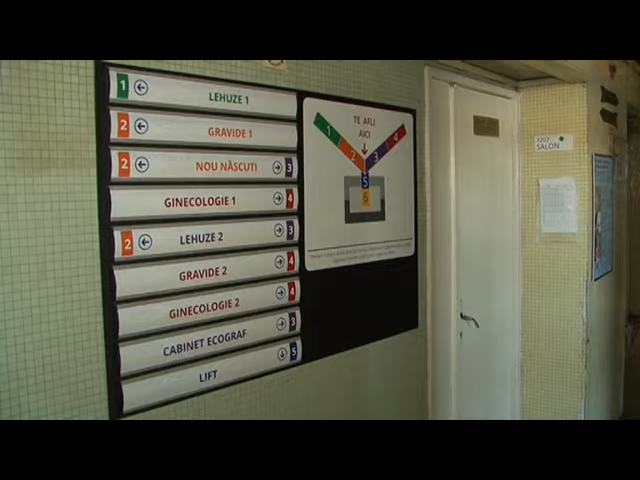 1 LEHUZE 1
2 GRAVIDE 1
2 NOU NĂSCUȚI 3
GINECOLOGIE 1 4
2 LEHUZE 2 3
GRAVIDE 2 4
GINECOLOGIE 2 4
CABINET ECOGRAF 3
LIFT 5
TE AFLI
AICI
1 2 3 4
5
6
SALON